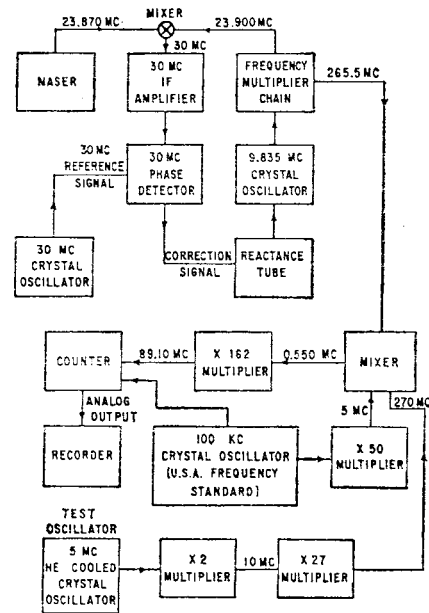 MIXER
23,870 MC
23,900 MC
30 MC
NASER
30 MC
IF
AMPLIFIER
FREQUENCY
MULTIPLIER
CHAIN
265.5 MC
30 MC
REFERENCE
SIGNAL
30 MC
PHASE
DETECTOR
9.835 MC
CRYSTAL
OSCILLATOR
30 MC
CRYSTAL
OSCILLATOR
CORRECTION
SIGNAL
REACTANCE
TUBE
COUNTER
89.10 MC
X 162
MULTIPLIER
0.550 MC
MIXER
ANALOG
OUTPUT
5 MC
270 MC
RECORDER
100 KC
CRYSTAL OSCILLATOR
(U.S.A. FREQUENCY
STANDARD)
X 50
MULTIPLIER
TEST
OSCILLATOR
5 MC
HE COOLED
CRYSTAL
OSCILLATOR
X 2
MULTIPLIER
10 MC
X 27
MULTIPLIER